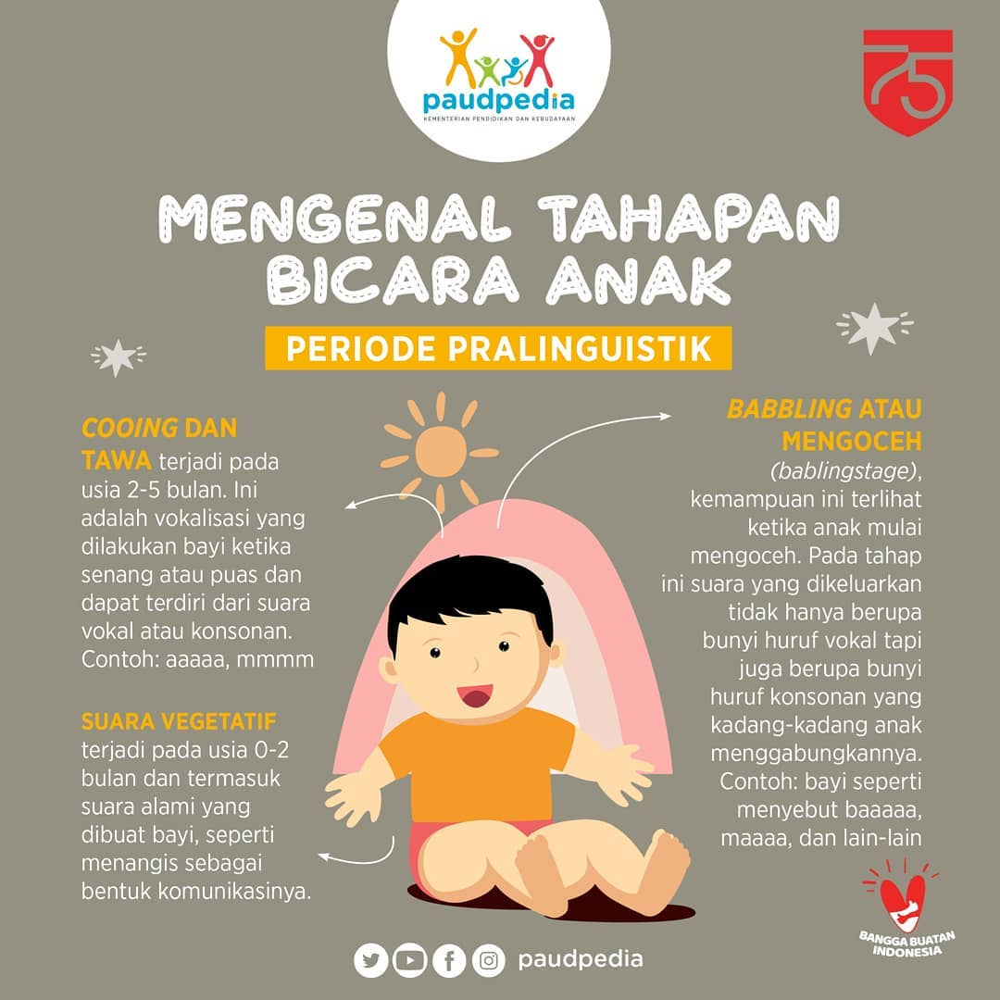 paudpedia
KEMENTERIAN PENDIDIKAN DAN KEBUDAYAAN
75
MENGENAL TAHAPAN
BICARA ANAK
PERIODE PRALINGUISTIK
COOING DAN
TAWA terjadi pada
usia 2-5 bulan. Ini
adalah vokalisasi yang
dilakukan bayi ketika
senang atau puas dan
dapat terdiri dari suara
vokal atau konsonan.
Contoh: aaaaa, mmmm
SUARA VEGETATIF
terjadi pada usia 0-2
bulan dan termasuk
suara alami yang
dibuat bayi, seperti
menangis sebagai
bentuk komunikasinya.
BABBLING ATAU
MENGOCEH
(bablingstage),
kemampuan ini terlihat
ketika anak mulai
mengoceh. Pada tahap
ini suara yang dikeluarkan
tidak hanya berupa
bunyi huruf vokal tapi
juga berupa bunyi
huruf konsonan yang
kadang-kadang anak
menggabungkannya.
Contoh: bayi seperti
menyebut baaaaa,
maaaa, dan lain-lain
BANGGA BUATAN
INDONESIA
paudpedia